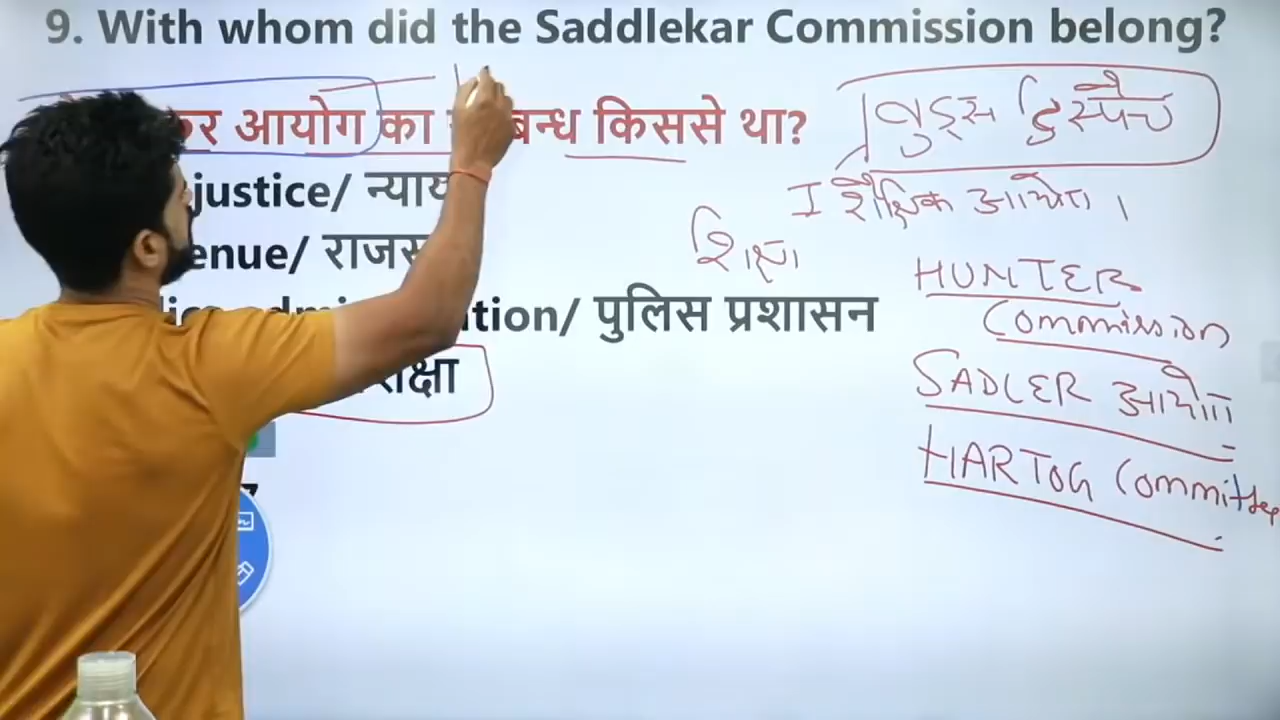 9. With whom did the Saddlekar Commission belong?
कर आयोग का बन्ध किससे था?
justice/ न्याय
enue/ राजस
ation/ पुलिस प्रशासन
क्षा
वुड्स डिस्पैच
I शैक्षिक आयोग ।
शिक्षा
HUNTER
Commission
SADLER आयोग
HARTOG Committee